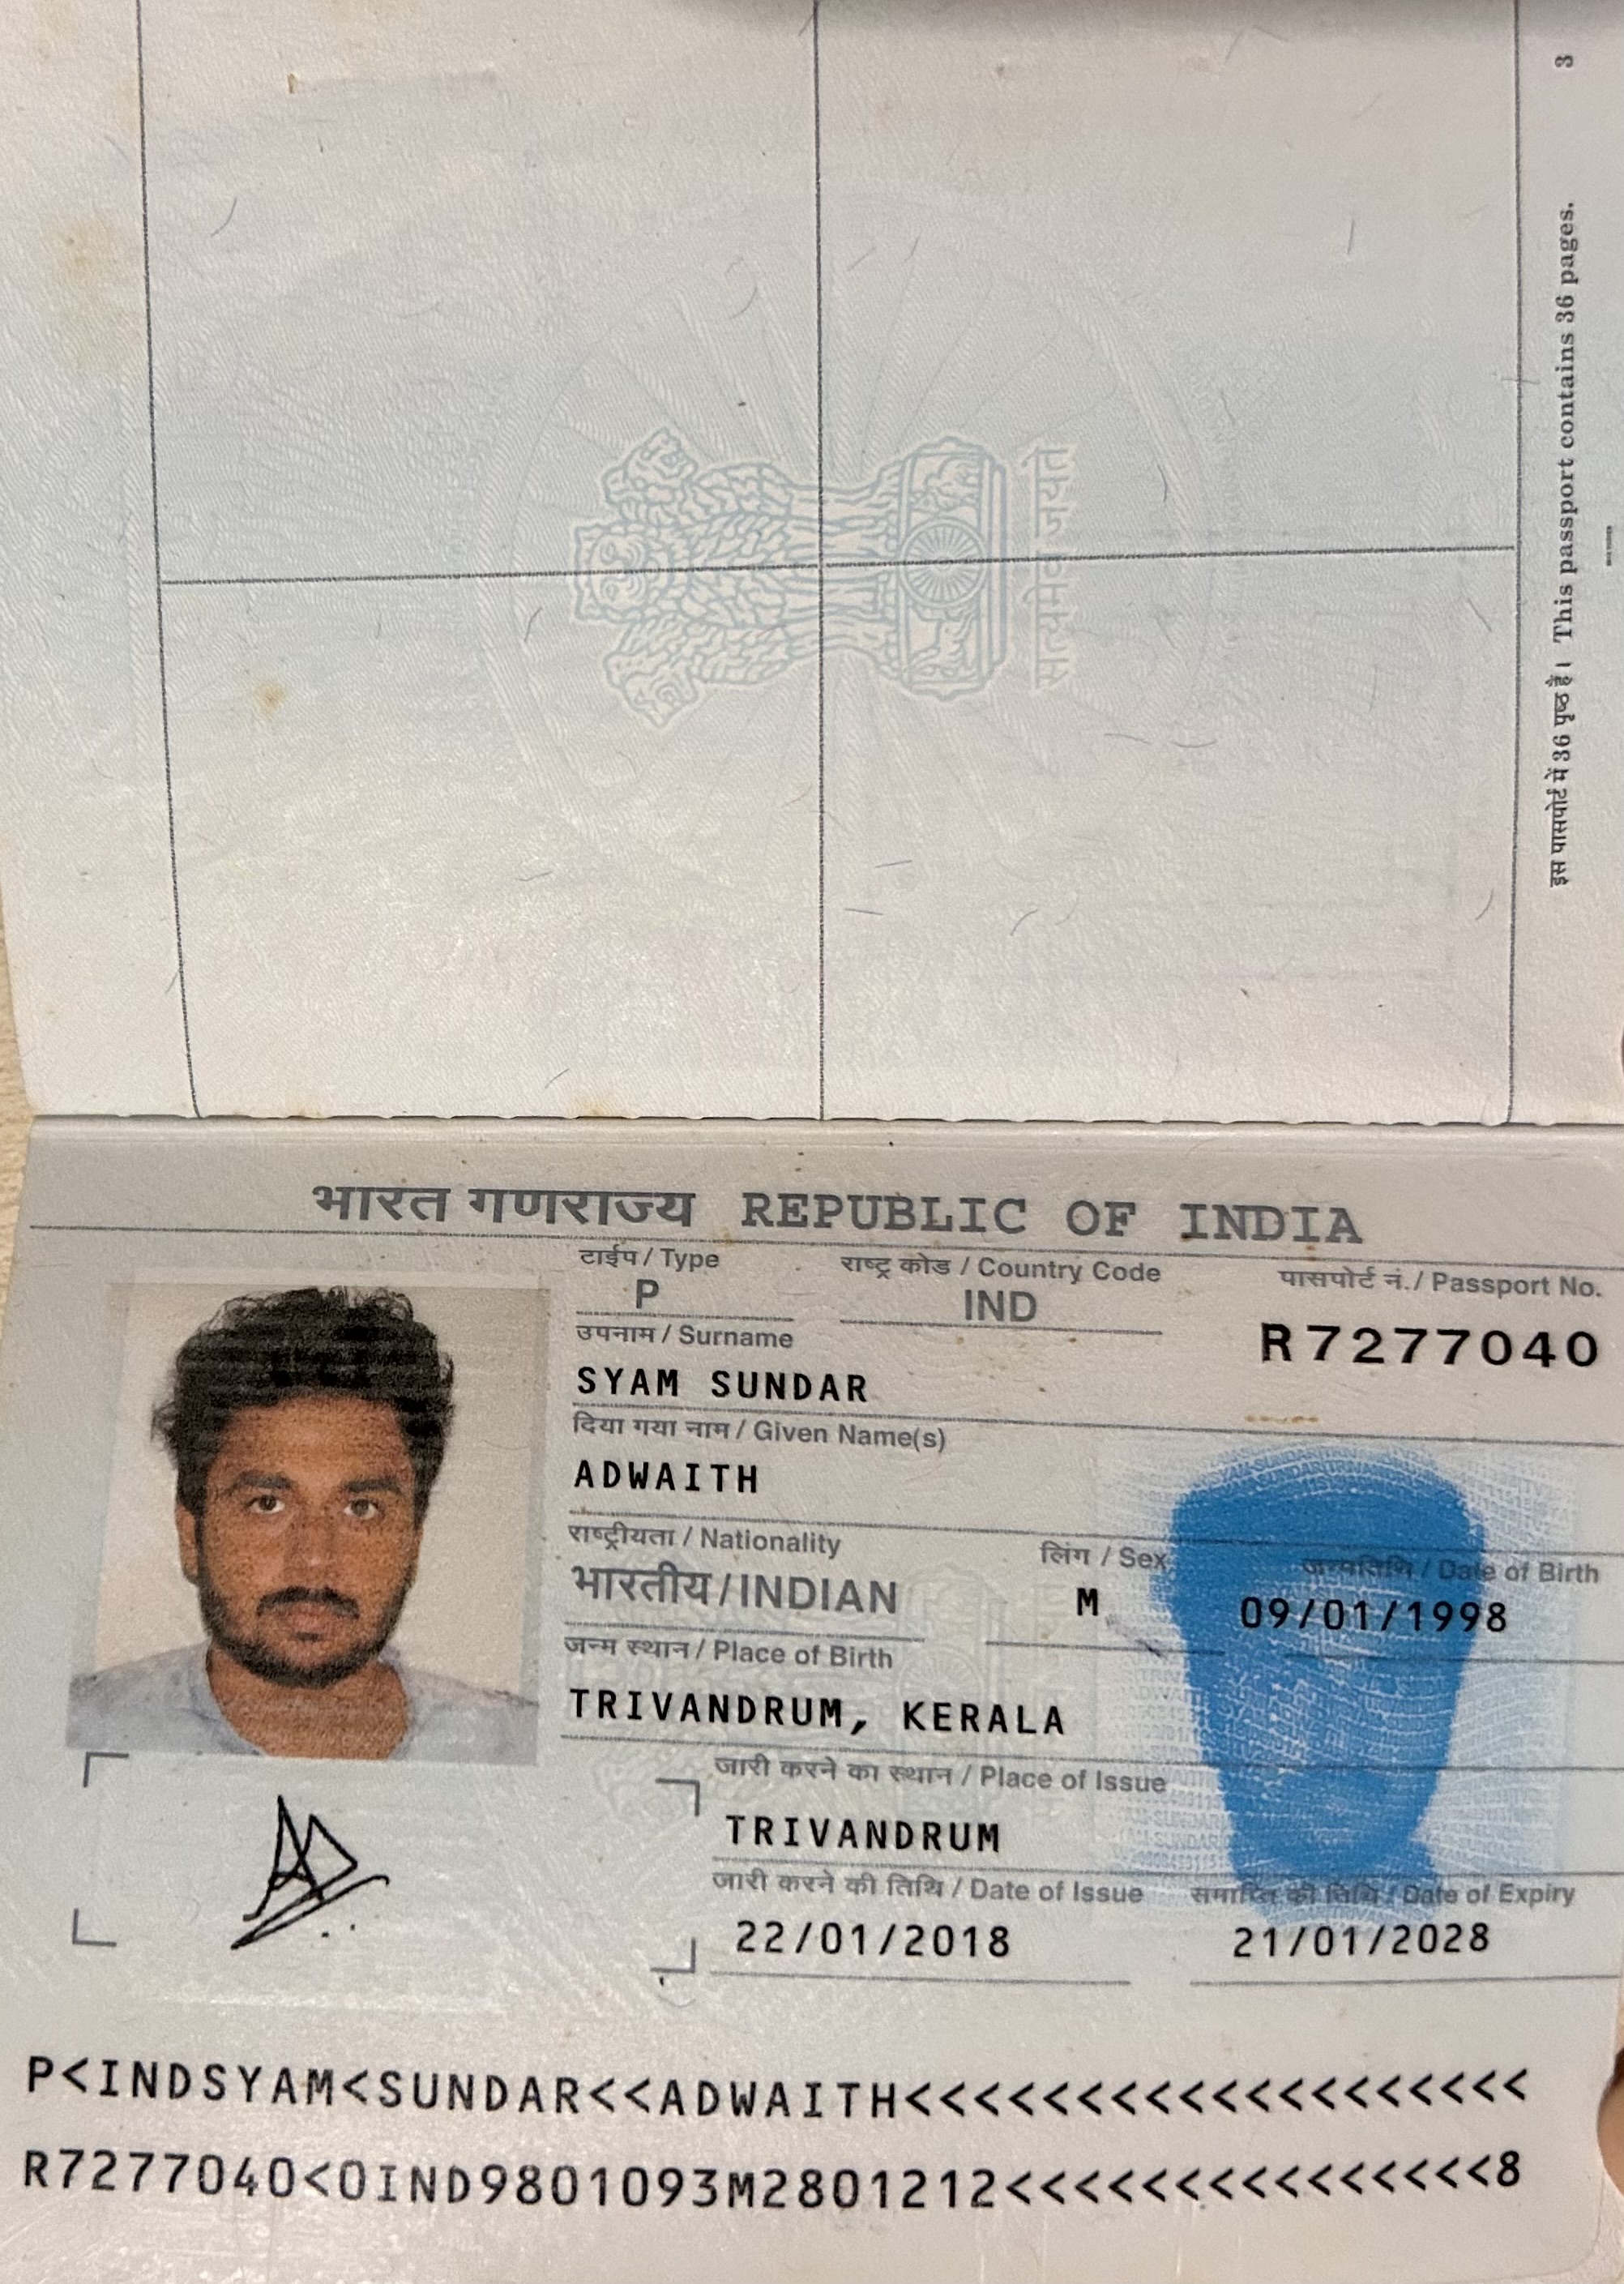 3
इस पासपोर्ट में 36 पृष्ठ है। This passport contains 36 pages.
सत्यमेव जयते
भारत गणराज्य REPUBLIC OF INDIA
टाईप / Type राष्ट्र कोड / Country Code पासपोर्ट नं. / Passport No.
P IND R7277040
उपनाम / Surname
SYAM SUNDAR
दिया गया नाम / Given Name(s)
ADWAITH
राष्ट्रीयता / Nationality लिंग / Sex जन्मतिथि / Date of Birth
भारतीय / INDIAN M 09/01/1998
जन्म स्थान / Place of Birth
TRIVANDRUM, KERALA
जारी करने का स्थान / Place of Issue
TRIVANDRUM
जारी करने की तिथि / Date of Issue समाप्ति की तिथि / Date of Expiry
22/01/2018 21/01/2028
P<INDSYAM<SUNDAR<<ADWAITH<<<<<<<<<<<<<<<<<<<
R7277040<0IND9801093M2801212<<<<<<<<<<<<<<<8